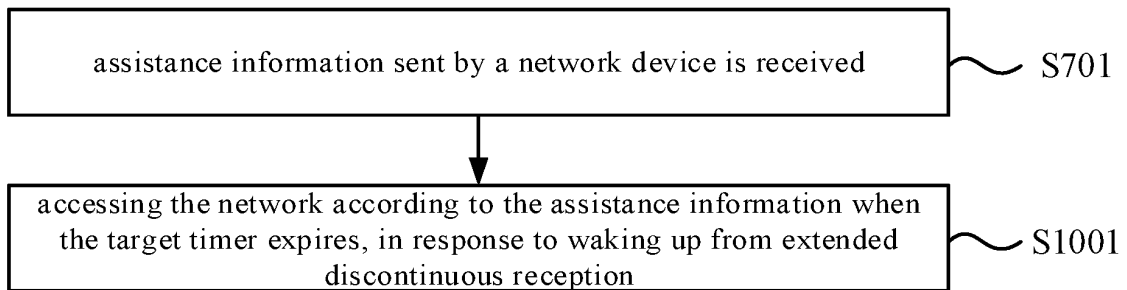 assistance information sent by a network device is received
S701
accessing the network according to the assistance information when
the target timer expires, in response to waking up from extended
discontinuous reception
S1001